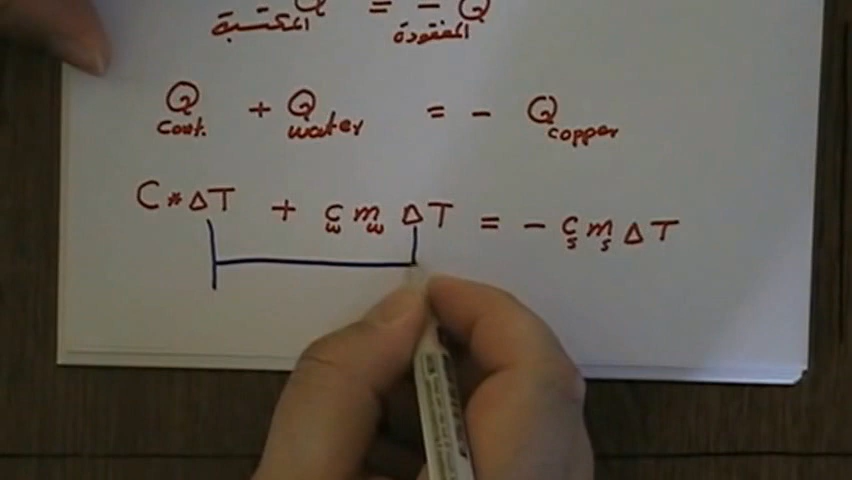 Q = - Q
المكتسبة المفقودة
Q + Q = - Q
cont. water copper
C * ΔT + c m ΔT = - c m ΔT
w w s s